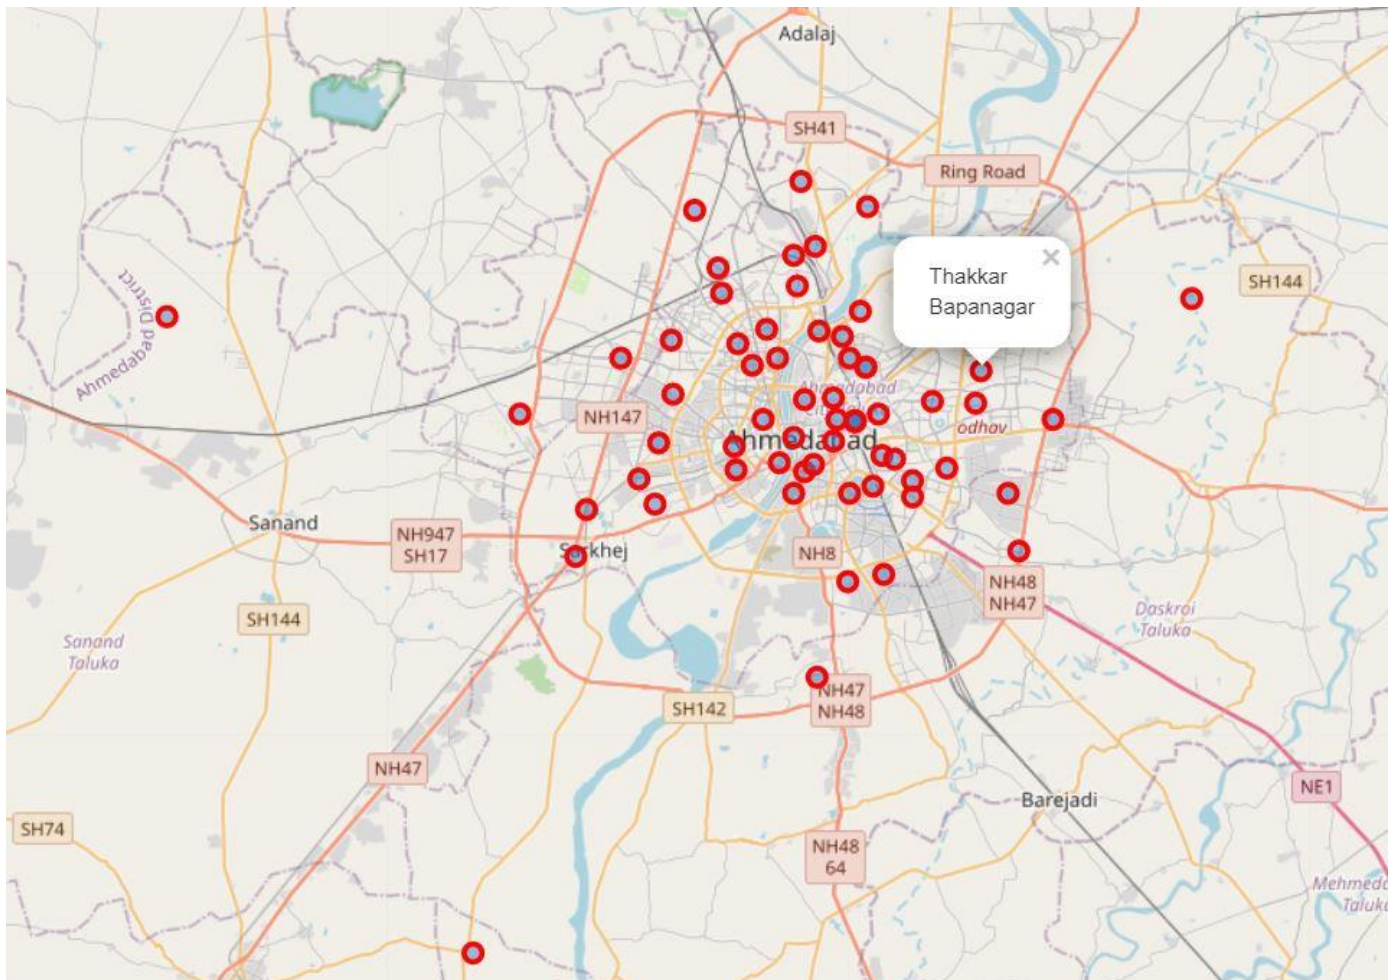 Adalaj
SH41
Ring Road
Thakkar
Bapanagar
×
SH144
Ahmedabad District
NH147
Ahmedabad
odhav
Sanand
NH947
SH17
Sarkhej
NH8
NH48
NH47
SH144
Daskroi
Taluka
Sanand
Taluka
SH142
NH47
NH48
NH47
NE1
Barejadi
SH74
NH48
64
Mehmeda
Taluka